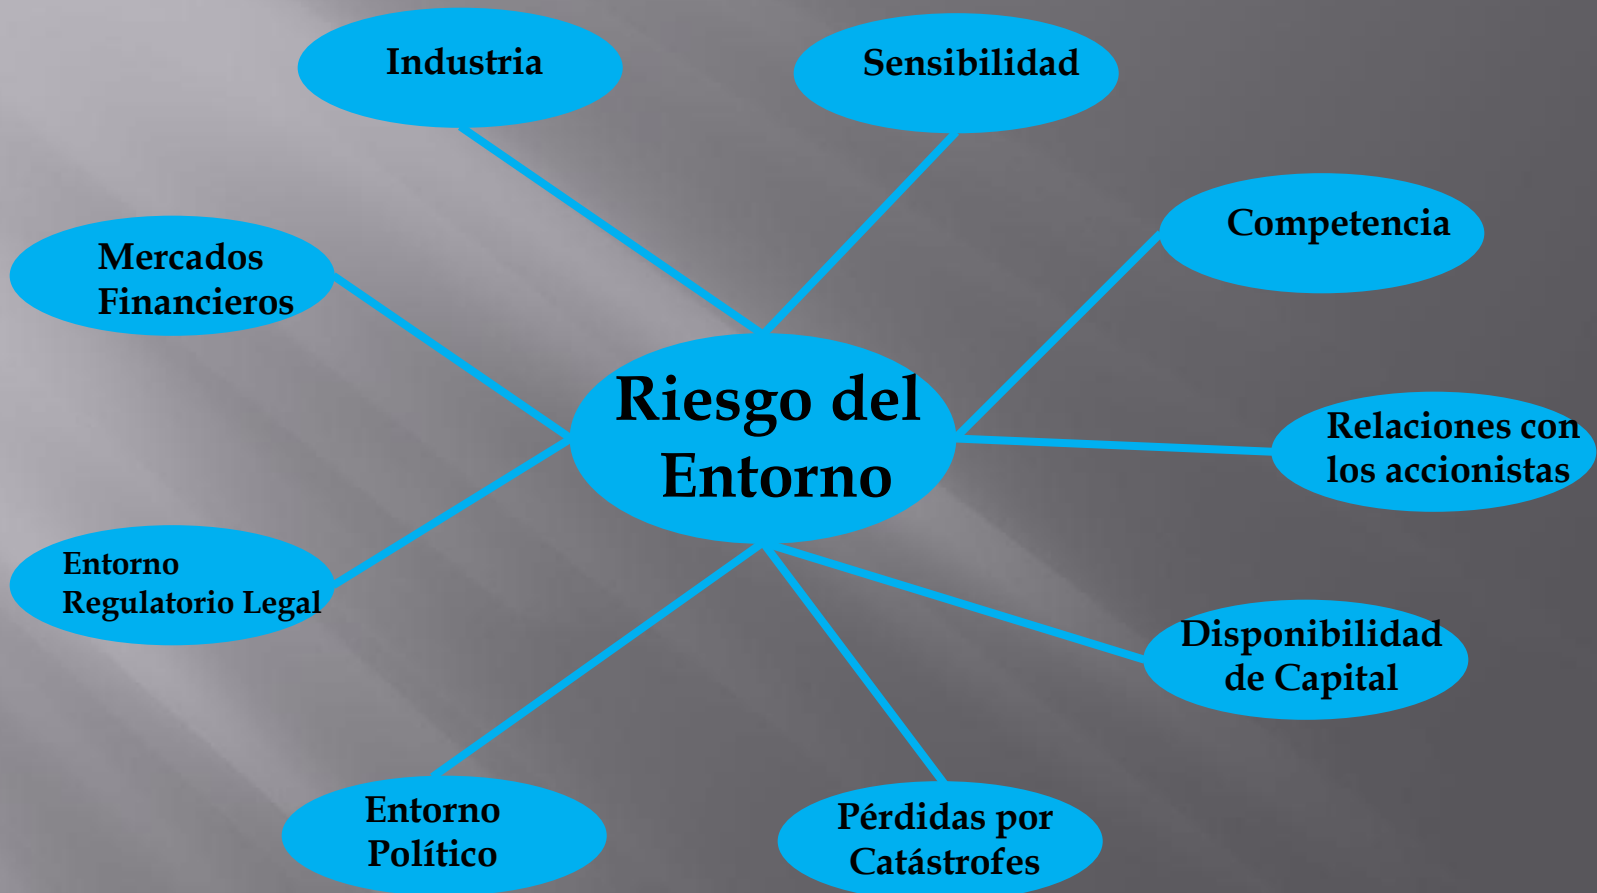 Industria
Sensibilidad
Competencia
Mercados
Financieros
Riesgo del
Entorno
Relaciones con
los accionistas
Entorno
Regulatorio Legal
Disponibilidad
de Capital
Entorno
Político
Pérdidas por
Catástrofes